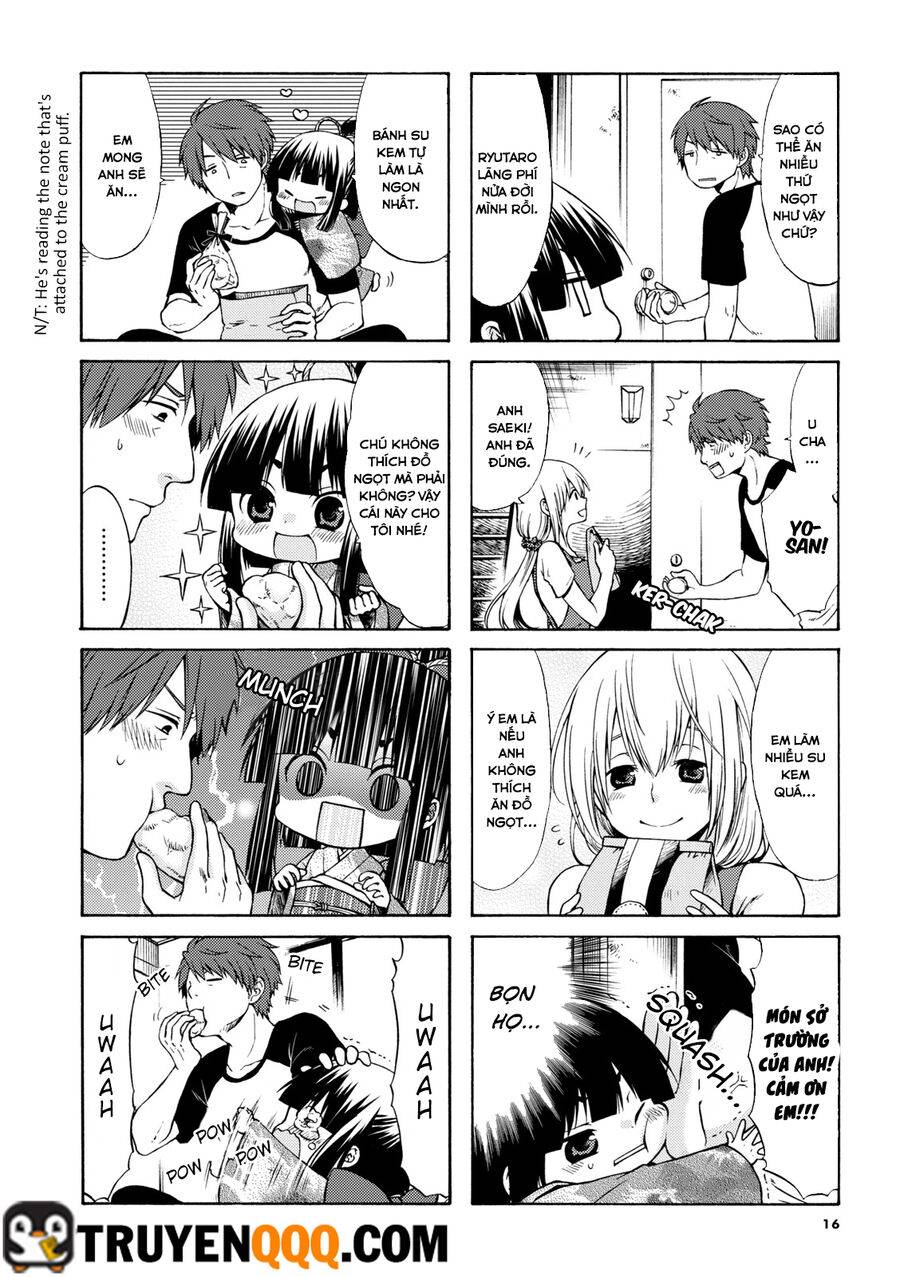 SAO CÓ
THỂ ĂN
NHIỀU
THỨ
NGỌT
NHƯ VẬY
CHỨ?
RYUTARO
LÃNG PHÍ
NỬA ĐỜI
MÌNH RỒI.
U
CHA
...
YO-
SAN!
ANH
SAEKI!
ANH ĐÃ
ĐÚNG.
KER-CHAK
EM LÀM
NHIỀU SU
KEM
QUÁ...
Ý EM LÀ
NẾU
ANH
KHÔNG
THÍCH
ĂN ĐỒ
NGỌT...
MÓN SỞ
TRƯỜNG
CỦA ANH!
CẢM ƠN
EM!!!
SQUASH...
BỌN
HỌ...
BÁNH SU
KEM TỰ
LÀM LÀ
NGON
NHẤT.
EM
MONG
ANH SẼ
ĂN...
N/T: He's reading the note that's
attached to the cream puff.
CHÚ KHÔNG
THÍCH ĐỒ
NGỌT MÀ PHẢI
KHÔNG? VẬY
CÁI NÀY CHO
TÔI NHÉ!
.........
MUNCH
BITE
BITE
UWAAH
UWAAH
POW
POW
POW
16
TRUYENQQQ.COM